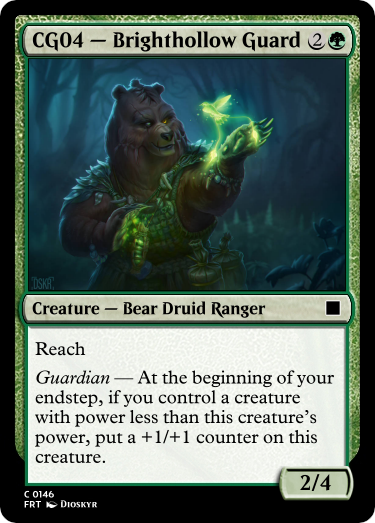 CG04 — Brighthollow Guard 2
DSKR
Creature — Bear Druid Ranger
Reach
Guardian — At the beginning of your
endstep, if you control a creature
with power less than this creature's
power, put a +1/+1 counter on this
creature.
2/4
C 0146
FRT Dioskyr